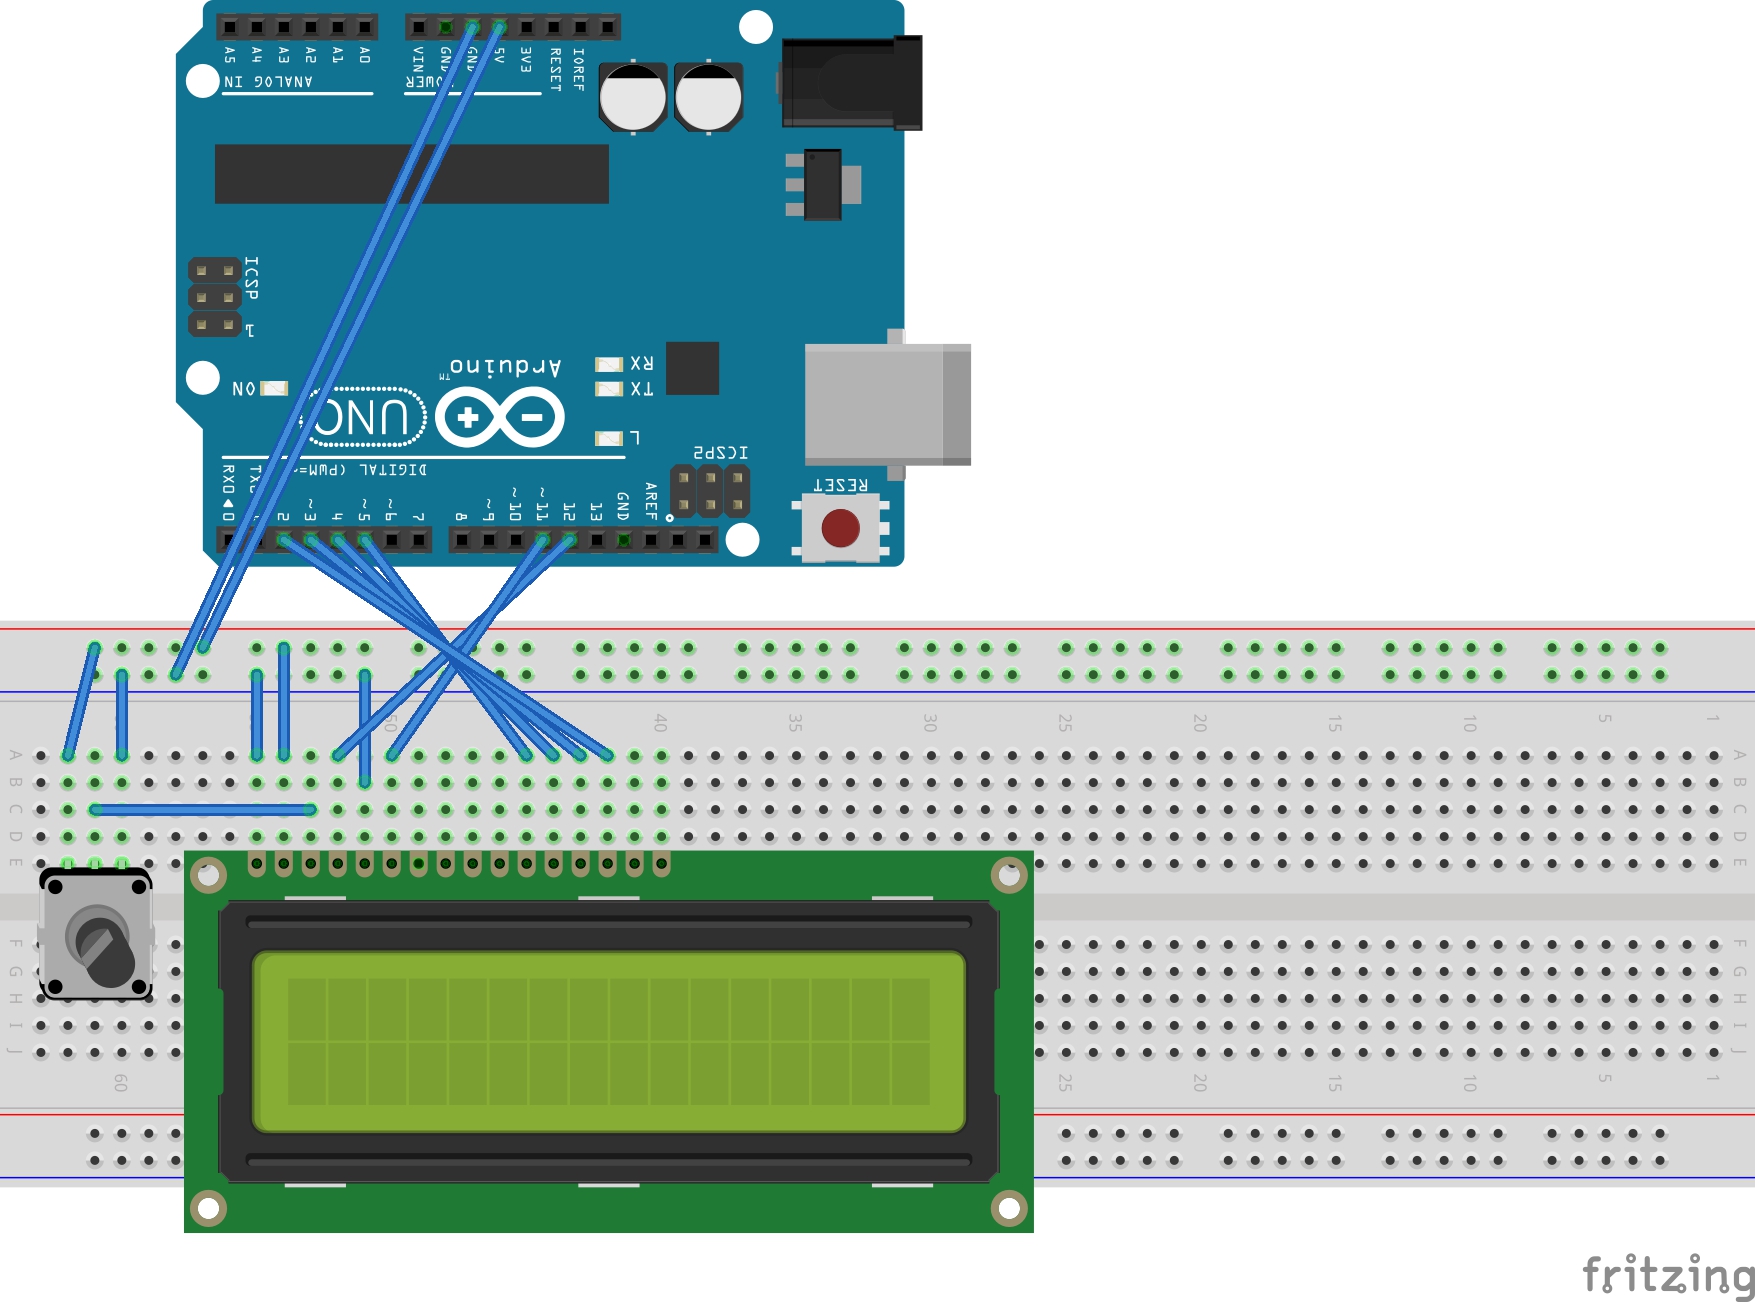 A5 A4 A3 A2 A1 A0
VIN GND GND 5V 3V3 RESET IOREF
ANALOG IN
POWER
ICSP
1
Arduino
TM
RX
ON
TX
UNO
+ -
L
ICSP2
DIGITAL (PWM=~)
RESET
RX0 ◄ 0
2 ~3 4 ~5 ~6 7
8 ~9 ~10 ~11 12 13 GND AREF
50 40 35 30 25 20 15 10 5 1
A A
B B
C C
D D
E E
F F
G G
H H
I I
J J
60 25 20 15 10 5 1
fritzing